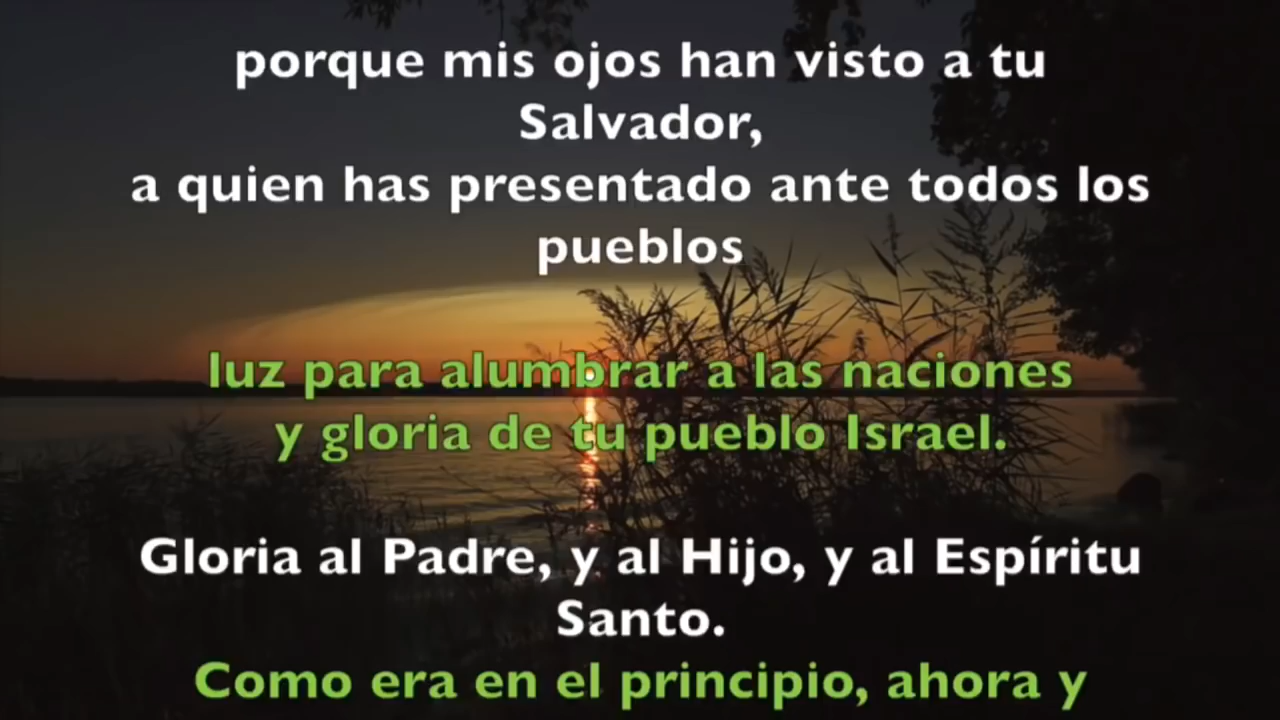 porque mis ojos han visto a tu
Salvador,
a quien has presentado ante todos los
pueblos
luz para alumbrar a las naciones
y gloria de tu pueblo Israel.
Gloria al Padre, y al Hijo, y al Espíritu
Santo.
Como era en el principio, ahora y